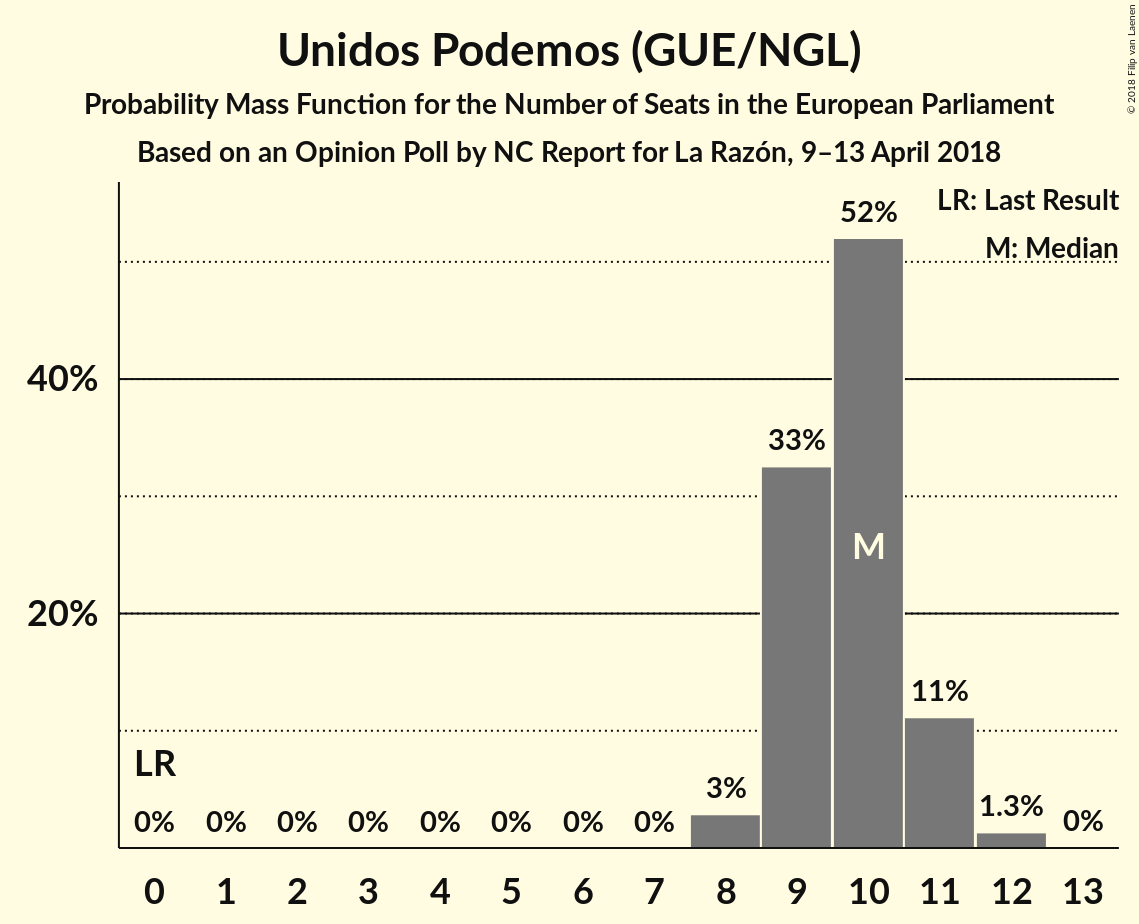 Unidos Podemos (GUE/NGL)
Probability Mass Function for the Number of Seats in the European Parliament
Based on an Opinion Poll by NC Report for La Razón, 9–13 April 2018
© 2018 Filip van Laenen
LR: Last Result
M: Median
52%
40%
33%
M
20%
11%
LR
3%
1.3%
0% 0% 0% 0% 0% 0% 0% 0% 0%
0 1 2 3 4 5 6 7 8 9 10 11 12 13